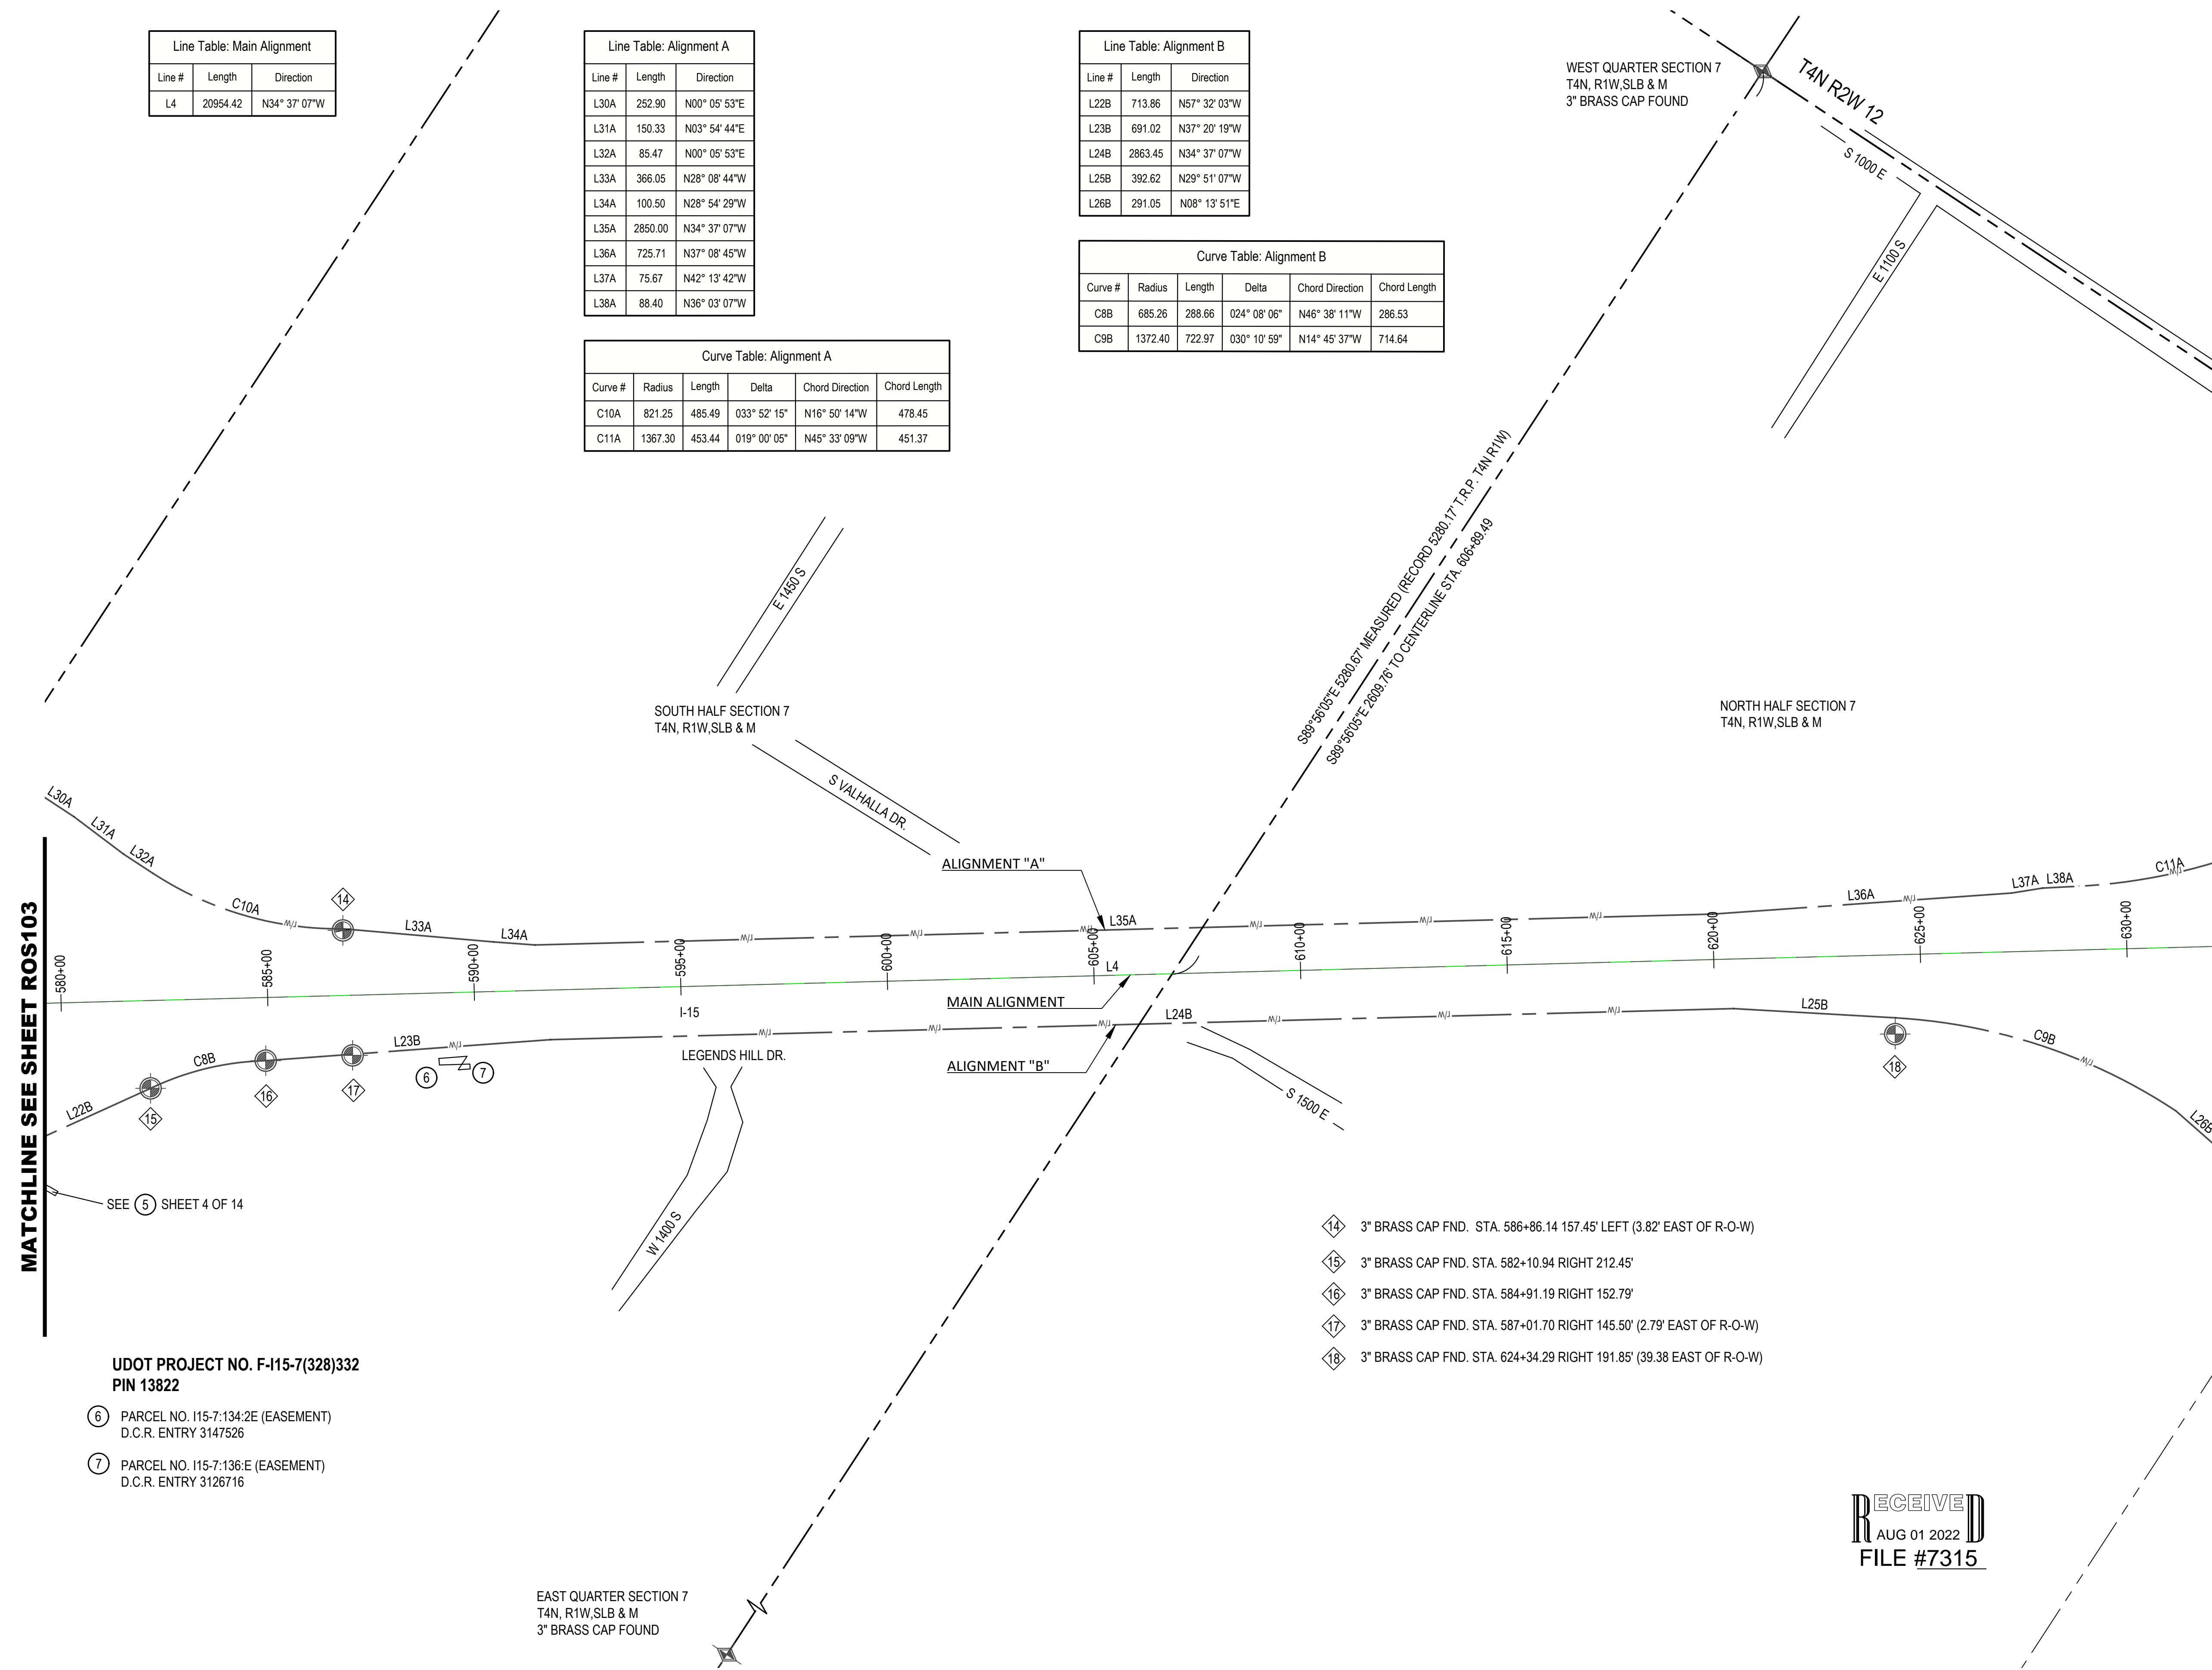 Line Table: Main Alignment
Line # Length Direction
L4 20954.42 N34° 37' 07"W
Line Table: Alignment A
Line # Length Direction
L30A 252.90 N00° 05' 53"E
L31A 150.33 N03° 54' 44"E
L32A 85.47 N00° 05' 53"E
L33A 366.05 N28° 08' 44"W
L34A 100.50 N28° 54' 29"W
L35A 2850.00 N34° 37' 07"W
L36A 725.71 N37° 08' 45"W
L37A 75.67 N42° 13' 42"W
L38A 88.40 N36° 03' 07"W
Curve Table: Alignment A
Curve # Radius Length Delta Chord Direction Chord Length
C10A 821.25 485.49 033° 52' 15" N16° 50' 14"W 478.45
C11A 1367.30 453.44 019° 00' 05" N45° 33' 09"W 451.37
Line Table: Alignment B
Line # Length Direction
L22B 713.86 N57° 32' 03"W
L23B 691.02 N37° 20' 19"W
L24B 2863.45 N34° 37' 07"W
L25B 392.62 N29° 51' 07"W
L26B 291.05 N08° 13' 51"E
Curve Table: Alignment B
Curve # Radius Length Delta Chord Direction Chord Length
C8B 685.26 288.66 024° 08' 06" N46° 38' 11"W 286.53
C9B 1372.40 722.97 030° 10' 59" N14° 45' 37"W 714.64
WEST QUARTER SECTION 7
T4N, R1W,SLB & M
3" BRASS CAP FOUND
T4N R2W 12
S 1000 E
E 1100 S
S89°56'05"E 5280.67' MEASURED (RECORD 5280.17' T.R.P. T4N R1W)
S89°56'05"E 2609.76' TO CENTERLINE STA. 606+89.49
E 1450 S
SOUTH HALF SECTION 7
T4N, R1W,SLB & M
NORTH HALF SECTION 7
T4N, R1W,SLB & M
S VALHALLA DR.
ALIGNMENT "A"
L30A
L31A
L32A
C10A
14
L33A
L34A
L35A
L36A
L37A
L38A
C11A
R/W
R/W
R/W
R/W
R/W
R/W
R/W
R/W
R/W
580+00
585+00
590+00
595+00
600+00
605+00
610+00
615+00
620+00
625+00
630+00
L4
MAIN ALIGNMENT
I-15
L22B
C8B
L23B
L24B
L25B
C9B
L26B
R/W
R/W
R/W
R/W
R/W
R/W
R/W
R/W
15
16
17
6
7
18
LEGENDS HILL DR.
ALIGNMENT "B"
S 1500 E
W 1400 S
MATCHLINE SEE SHEET ROS103
SEE 5 SHEET 4 OF 14
14 3" BRASS CAP FND. STA. 586+86.14 157.45' LEFT (3.82' EAST OF R-O-W)
15 3" BRASS CAP FND. STA. 582+10.94 RIGHT 212.45'
16 3" BRASS CAP FND. STA. 584+91.19 RIGHT 152.79'
17 3" BRASS CAP FND. STA. 587+01.70 RIGHT 145.50' (2.79' EAST OF R-O-W)
18 3" BRASS CAP FND. STA. 624+34.29 RIGHT 191.85' (39.38 EAST OF R-O-W)
UDOT PROJECT NO. F-I15-7(328)332
PIN 13822
6 PARCEL NO. I15-7:134:2E (EASEMENT)
D.C.R. ENTRY 3147526
7 PARCEL NO. I15-7:136:E (EASEMENT)
D.C.R. ENTRY 3126716
EAST QUARTER SECTION 7
T4N, R1W,SLB & M
3" BRASS CAP FOUND
RECEIVED
AUG 01 2022
FILE #7315